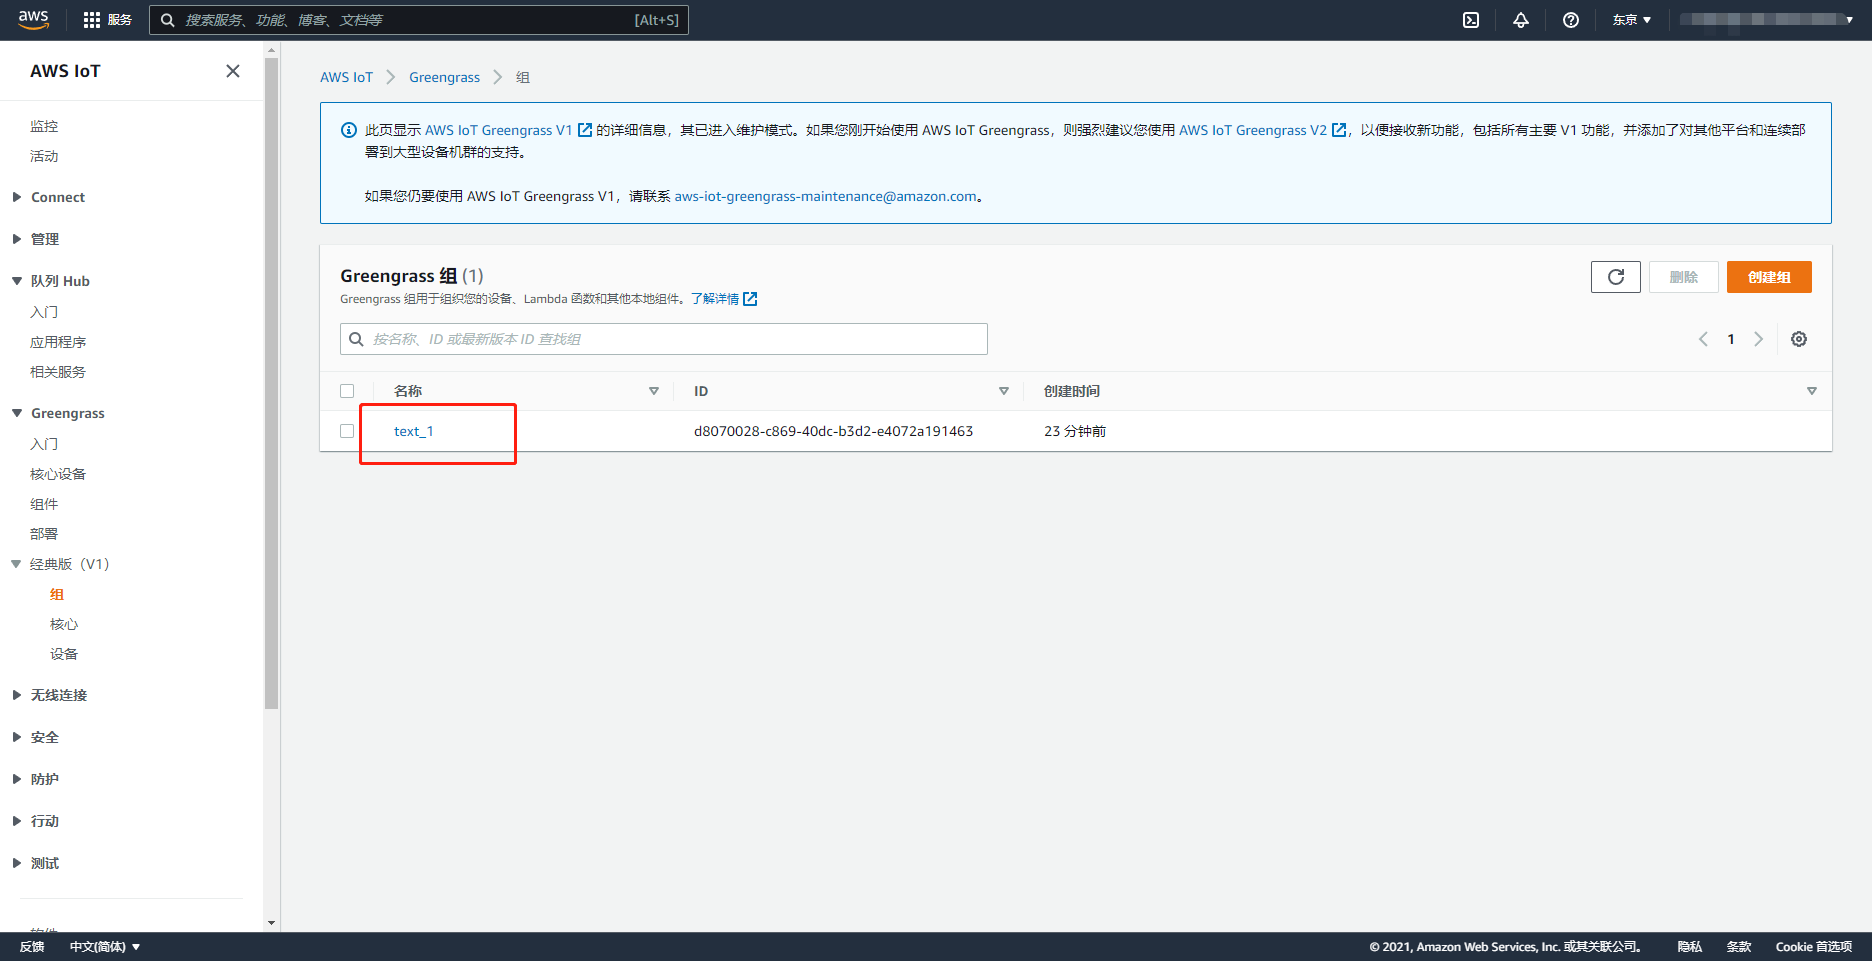 aws 服务 搜索服务、功能、博客、文档等 [Alt+S] 东京
AWS IoT
监控
活动
Connect
管理
队列 Hub
入门
应用程序
相关服务
Greengrass
入门
核心设备
组件
部署
经典版（V1）
组
核心
设备
无线连接
安全
防护
行动
测试
软件
AWS IoT Greengrass 组
此页显示 AWS IoT Greengrass V1 的详细信息，其已进入维护模式。如果您刚开始使用 AWS IoT Greengrass，则强烈建议您使用 AWS IoT Greengrass V2，以便接收新功能，包括所有主要 V1 功能，并添加了对其他平台和连续部
署到大型设备机群的支持。
如果您仍要使用 AWS IoT Greengrass V1，请联系 aws-iot-greengrass-maintenance@amazon.com。
Greengrass 组 (1)
删除 创建组
Greengrass 组用于组织您的设备、Lambda 函数和其他本地组件。了解详情
按名称、ID 或最新版本 ID 查找组
1
名称 ID 创建时间
text_1 d8070028-c869-40dc-b3d2-e4072a191463 23 分钟前
反馈 中文(简体) © 2021, Amazon Web Services, Inc. 或其关联公司。 隐私 条款 Cookie 首选项